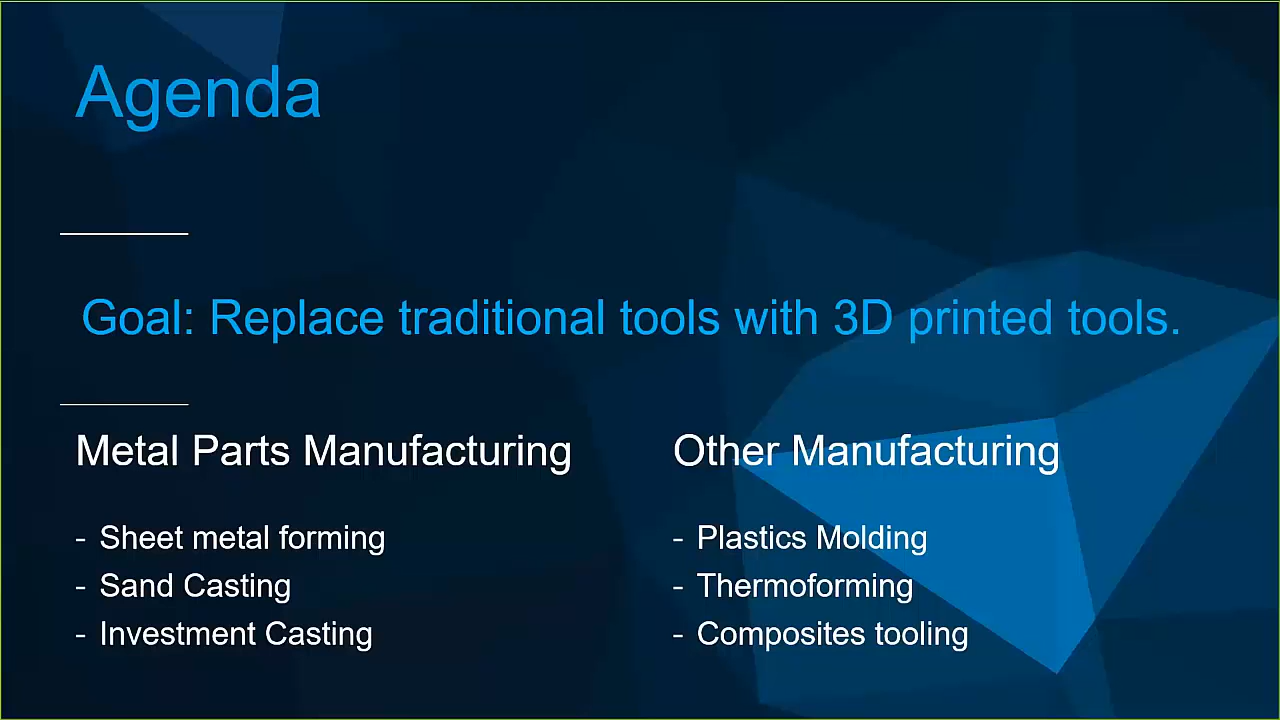 Agenda
Goal: Replace traditional tools with 3D printed tools.
Metal Parts Manufacturing
- Sheet metal forming
- Sand Casting
- Investment Casting
Other Manufacturing
- Plastics Molding
- Thermoforming
- Composites tooling